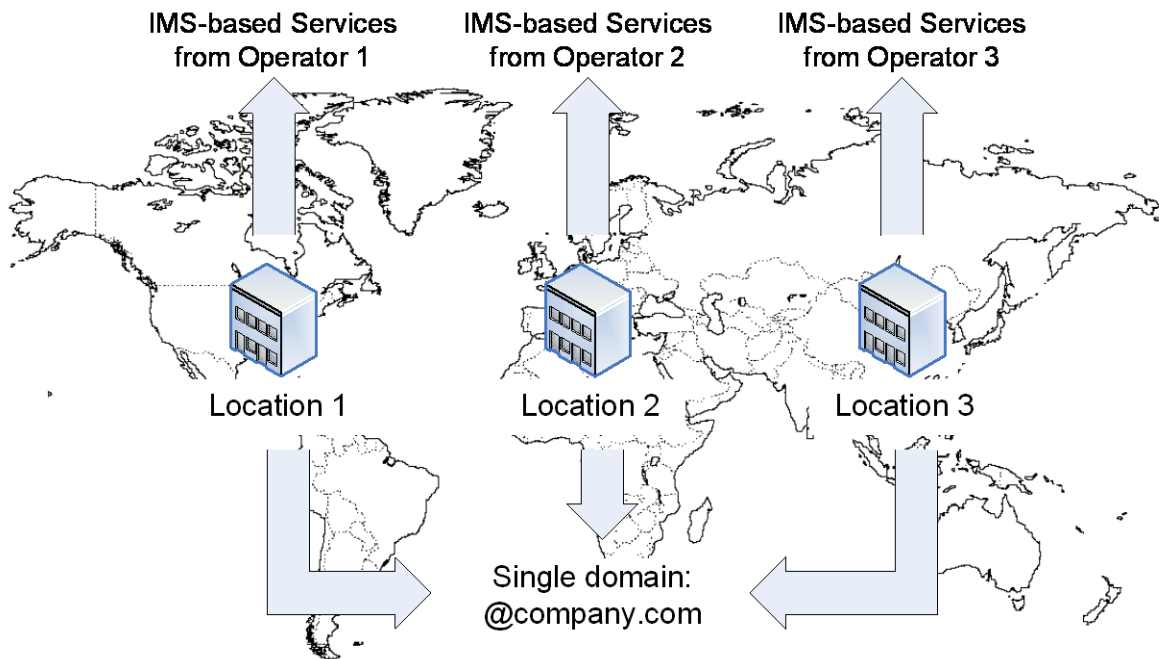 IMS-based Services
from Operator 1
IMS-based Services
from Operator 2
IMS-based Services
from Operator 3
Location 1
Location 2
Location 3
Single domain:
@company.com